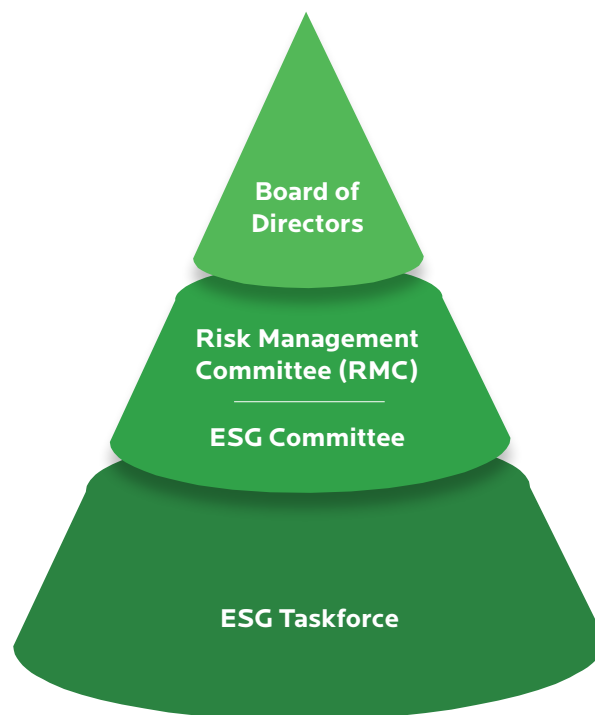 Board of
Directors
Risk Management
Committee (RMC)
ESG Committee
ESG Taskforce